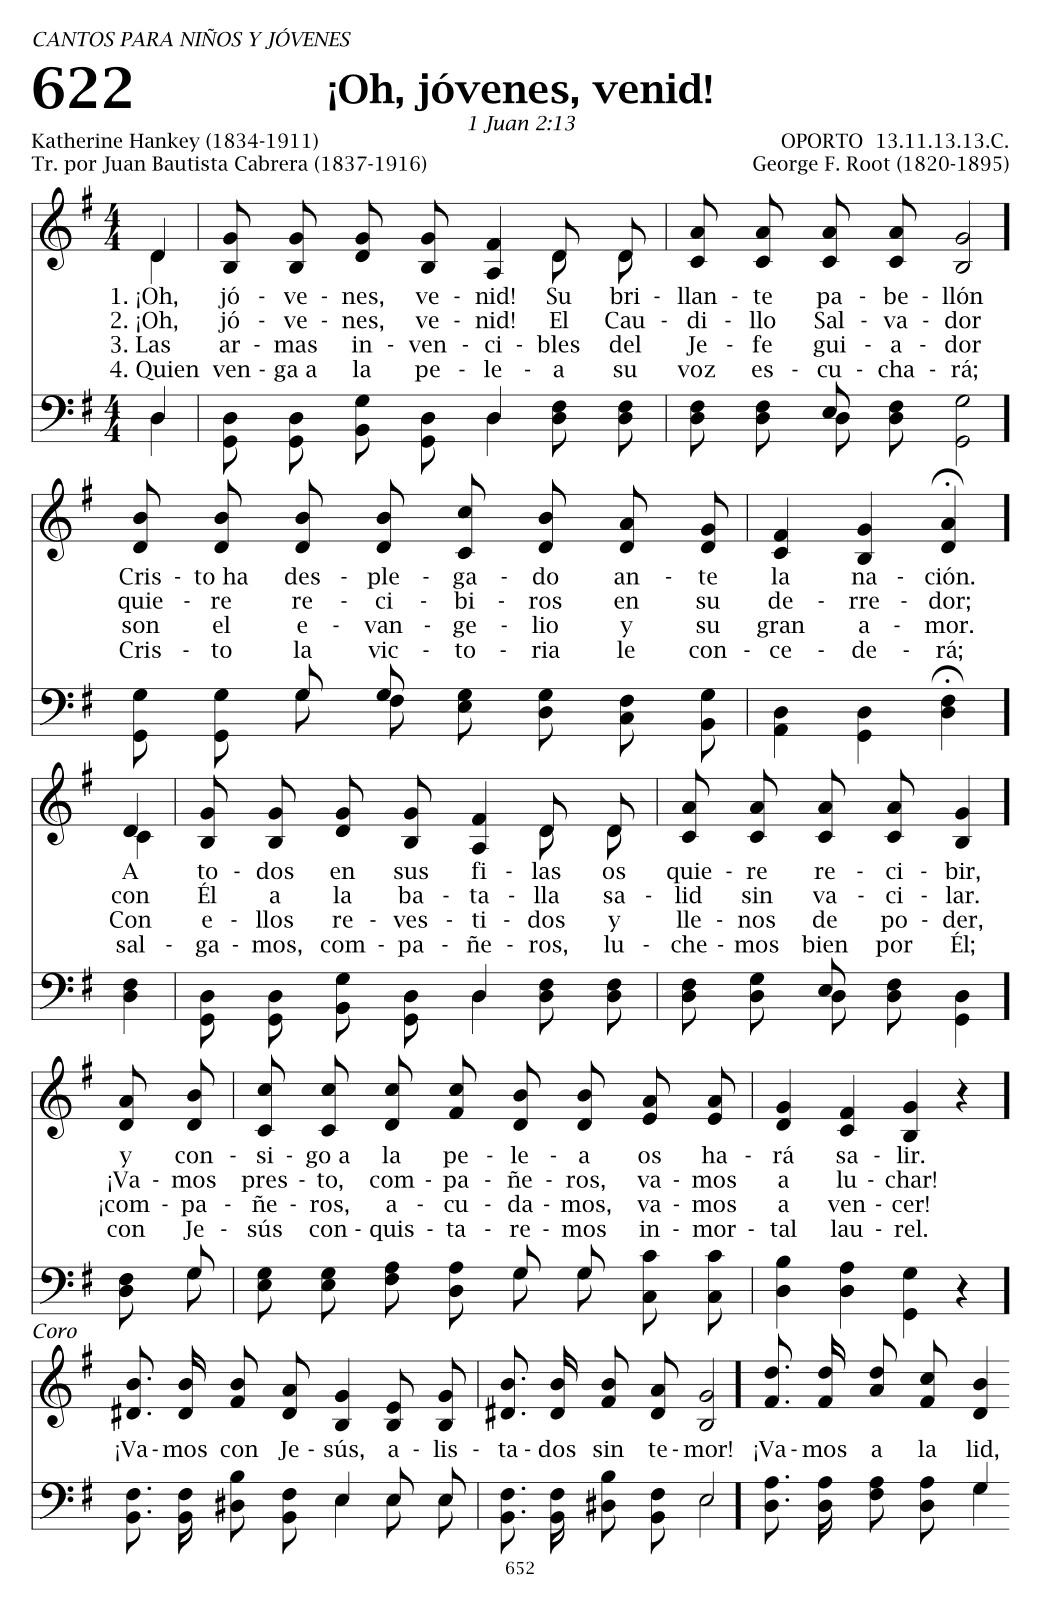 CANTOS PARA NIÑOS Y JÓVENES
622
¡Oh, jóvenes, venid!
1 Juan 2:13
Katherine Hankey (1834-1911)
OPORTO 13.11.13.13.C.
Tr. por Juan Bautista Cabrera (1837-1916)
George F. Root (1820-1895)
4 4
1. ¡Oh, jó - ve - nes, ve - nid! Su bri - llan - te pa - be - llón
2. ¡Oh, jó - ve - nes, ve - nid! El Cau - di - llo Sal - va - dor
3. Las ar - mas in - ven - ci - bles del Je - fe gui - a - dor
4. Quien ven - ga a la pe - le - a su voz es - cu - cha - rá;
4 4
Cris - to ha des - ple - ga - do an - te la na - ción.
quie - re re - ci - bi - ros en su de - rre - dor;
son el e - van - ge - lio y su gran a - mor.
Cris - to la vic - to - ria le con - ce - de - rá;
A to - dos en sus fi - las os quie - re re - ci - bir,
con Él a la ba - ta - lla sa - lid sin va - ci - lar.
Con e - llos re - ves - ti - dos y lle - nos de po - der,
sal - ga - mos, com - pa - ñe - ros, lu - che - mos bien por Él;
y con - si - go a la pe - le - a os ha - rá sa - lir.
¡Va - mos pres - to, com - pa - ñe - ros, va - mos a lu - char!
¡com - pa - ñe - ros, a - cu - da - mos, va - mos a ven - cer!
con Je - sús con - quis - ta - re - mos in - mor - tal lau - rel.
Coro
¡Va - mos con Je - sús, a - lis - ta - dos sin te - mor! ¡Va - mos a la lid,
652